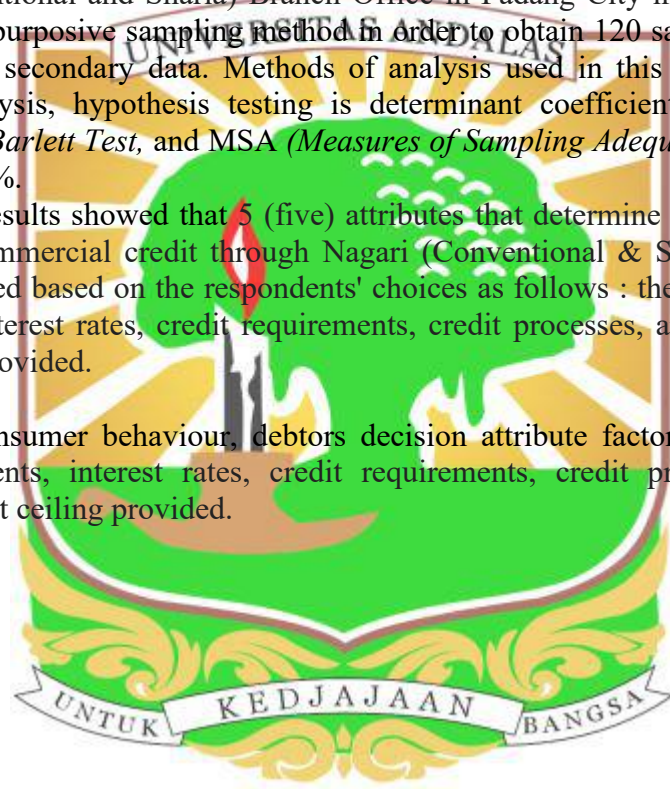 tional and Sharia) Branch Office in Padang City
purposive sampling method in order to obtain 120 sa
UNIVERSITAS ANDALAS
secondary data. Methods of analysis used in this
ysis, hypothesis testing is determinant coefficien
Barlett Test, and MSA (Measures of Sampling Adequ
%.
esults showed that 5 (five) attributes that determine
mmercial credit through Nagari (Conventional & S
ed based on the respondents' choices as follows : the
terest rates, credit requirements, credit processes, a
ovided.
nsumer behaviour, debtors decision attribute factor
ents, interest rates, credit requirements, credit pr
t ceiling provided.
UNTUK KEDJAJAAN BANGSA